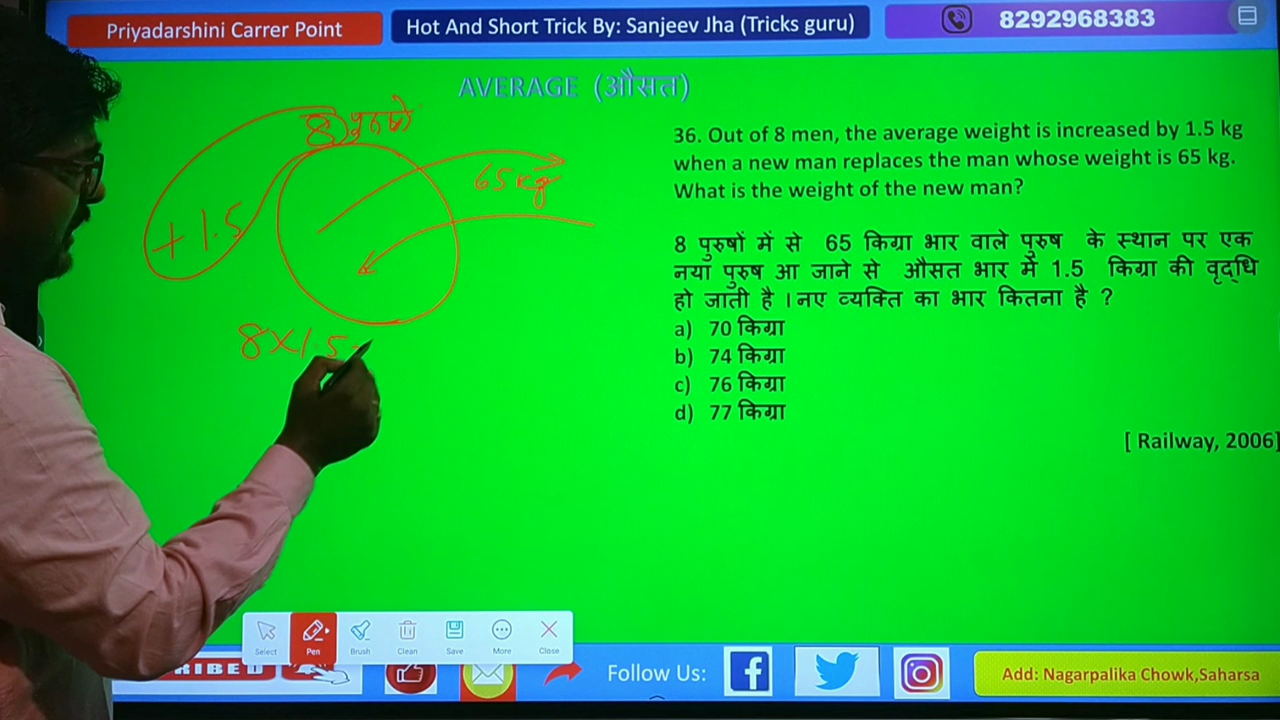 Priyadarshini Carrer Point
Hot And Short Trick By: Sanjeev Jha (Tricks guru)
8292968383
AVERAGE (औसत)
8 पुरुषो
+ 1.5
65 kg
8×1.5
36. Out of 8 men, the average weight is increased by 1.5 kg
when a new man replaces the man whose weight is 65 kg.
What is the weight of the new man?
8 पुरुषों में से 65 किग्रा भार वाले पुरुष के स्थान पर एक
नया पुरुष आ जाने से औसत भार में 1.5 किग्रा की वृद्धि
हो जाती है । नए व्यक्ति का भार कितना है ?
a) 70 किग्रा
b) 74 किग्रा
c) 76 किग्रा
d) 77 किग्रा
[ Railway, 2006]
Select
Pen
Brush
Clean
Save
More
Close
RIBED
Follow Us:
Add: Nagarpalika Chowk,Saharsa